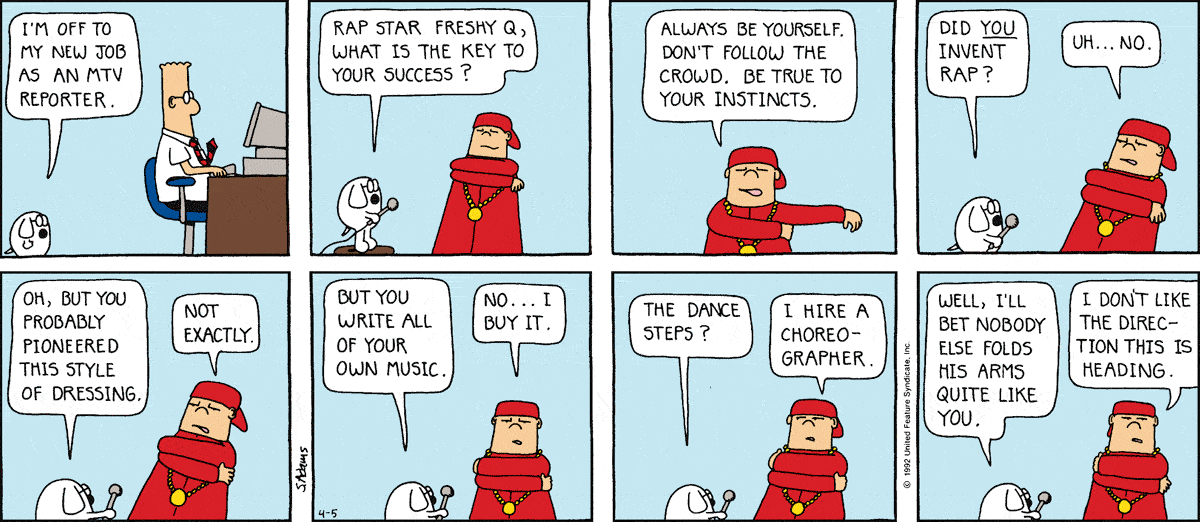 I'M OFF TO
MY NEW JOB
AS AN MTV
REPORTER.
RAP STAR FRESHY Q,
WHAT IS THE KEY TO
YOUR SUCCESS?
ALWAYS BE YOURSELF.
DON'T FOLLOW THE
CROWD. BE TRUE TO
YOUR INSTINCTS.
DID YOU
INVENT
RAP?
UH...NO.
OH, BUT YOU
PROBABLY
PIONEERED
THIS STYLE
OF DRESSING.
NOT
EXACTLY.
S.Adams
BUT YOU
WRITE ALL
OF YOUR
OWN MUSIC.
NO...I
BUY IT.
4-5
THE DANCE
STEPS?
I HIRE A
CHOREO-
GRAPHER.
© 1992 United Feature Syndicate, Inc.
WELL, I'LL
BET NOBODY
ELSE FOLDS
HIS ARMS
QUITE LIKE
YOU.
I DON'T LIKE
THE DIREC-
TION THIS IS
HEADING.